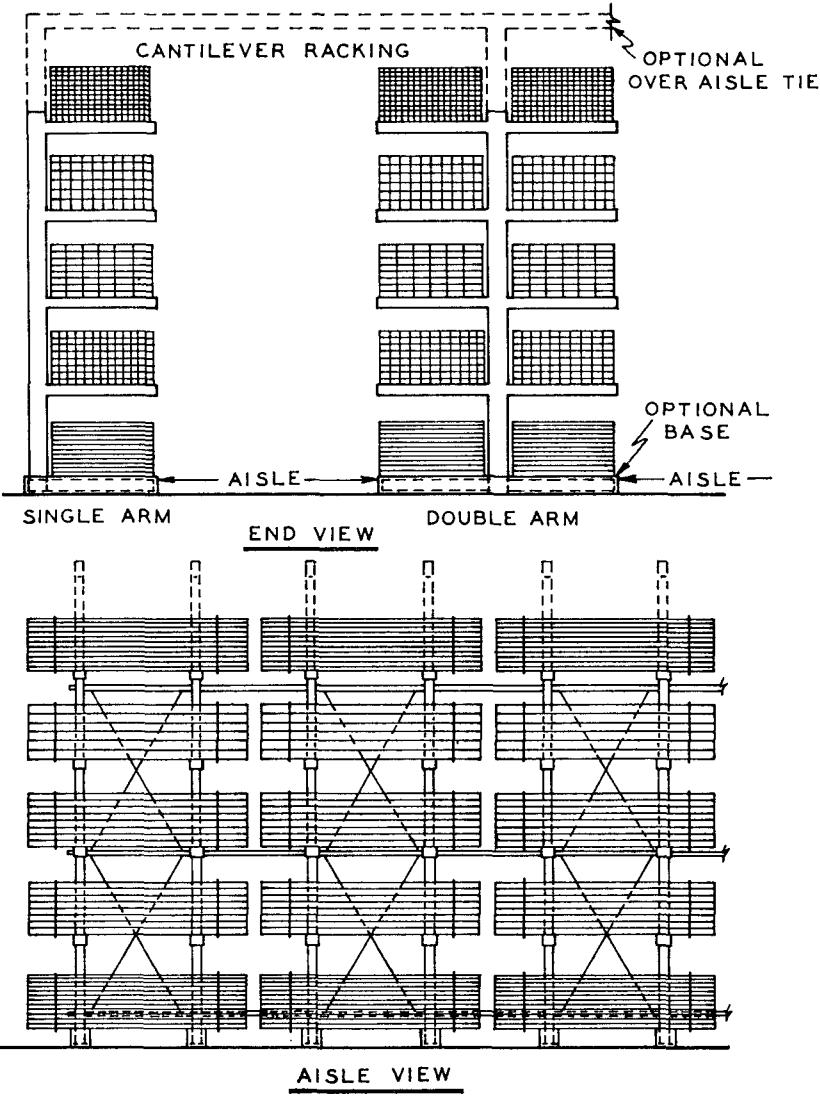 CANTILEVER RACKING
OPTIONAL
OVER AISLE TIE
OPTIONAL
BASE
AISLE
AISLE
SINGLE ARM
DOUBLE ARM
END VIEW
AISLE VIEW